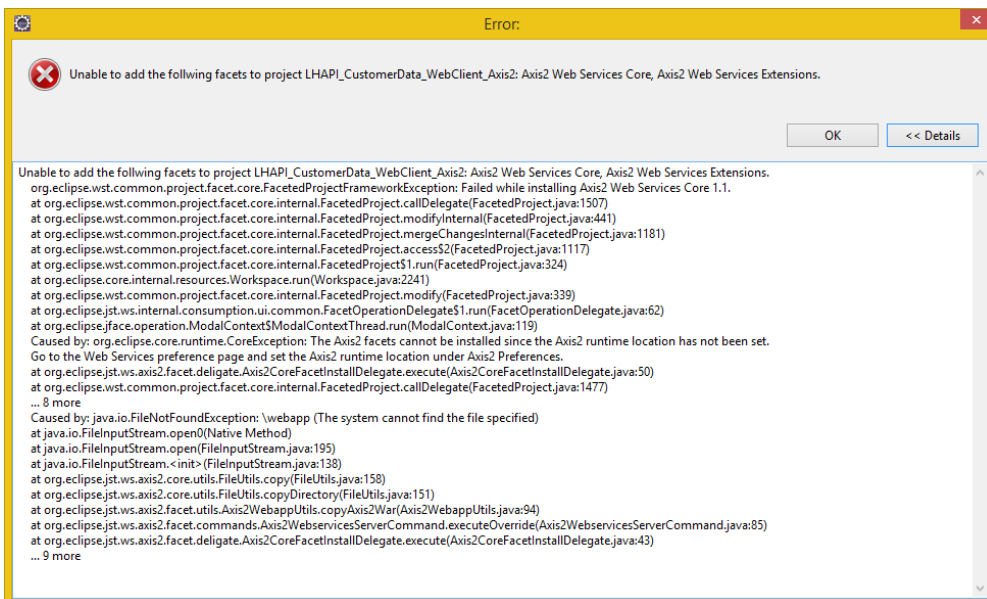 Error:
Unable to add the follwing facets to project LHAPI_CustomerData_WebClient_Axis2: Axis2 Web Services Core, Axis2 Web Services Extensions.
OK
<< Details
Unable to add the follwing facets to project LHAPI_CustomerData_WebClient_Axis2: Axis2 Web Services Core, Axis2 Web Services Extensions.
org.eclipse.wst.common.project.facet.core.FacetedProjectFrameworkException: Failed while installing Axis2 Web Services Core 1.1.
at org.eclipse.wst.common.project.facet.core.internal.FacetedProject.callDelegate(FacetedProject.java:1507)
at org.eclipse.wst.common.project.facet.core.internal.FacetedProject.modifyInternal(FacetedProject.java:441)
at org.eclipse.wst.common.project.facet.core.internal.FacetedProject.mergeChangesInternal(FacetedProject.java:1181)
at org.eclipse.wst.common.project.facet.core.internal.FacetedProject.access$2(FacetedProject.java:1117)
at org.eclipse.wst.common.project.facet.core.internal.FacetedProject$1.run(FacetedProject.java:324)
at org.eclipse.core.internal.resources.Workspace.run(Workspace.java:2241)
at org.eclipse.wst.common.project.facet.core.internal.FacetedProject.modify(FacetedProject.java:339)
at org.eclipse.jst.ws.internal.consumption.ui.common.FacetOperationDelegate$1.run(FacetOperationDelegate.java:62)
at org.eclipse.jface.operation.ModalContext$ModalContextThread.run(ModalContext.java:119)
Caused by: org.eclipse.core.runtime.CoreException: The Axis2 facets cannot be installed since the Axis2 runtime location has not been set.
Go to the Web Services preference page and set the Axis2 runtime location under Axis2 Preferences.
at org.eclipse.jst.ws.axis2.facet.deligate.Axis2CoreFacetInstallDelegate.execute(Axis2CoreFacetInstallDelegate.java:50)
at org.eclipse.wst.common.project.facet.core.internal.FacetedProject.callDelegate(FacetedProject.java:1477)
... 8 more
Caused by: java.io.FileNotFoundException: \webapp (The system cannot find the file specified)
at java.io.FileInputStream.open0(Native Method)
at java.io.FileInputStream.open(FileInputStream.java:195)
at java.io.FileInputStream.<init>(FileInputStream.java:138)
at org.eclipse.jst.ws.axis2.core.utils.FileUtils.copy(FileUtils.java:158)
at org.eclipse.jst.ws.axis2.core.utils.FileUtils.copyDirectory(FileUtils.java:151)
at org.eclipse.jst.ws.axis2.facet.utils.Axis2WebappUtils.copyAxis2War(Axis2WebappUtils.java:94)
at org.eclipse.jst.ws.axis2.facet.commands.Axis2WebservicesServerCommand.executeOverride(Axis2WebservicesServerCommand.java:85)
at org.eclipse.jst.ws.axis2.facet.deligate.Axis2CoreFacetInstallDelegate.execute(Axis2CoreFacetInstallDelegate.java:43)
... 9 more